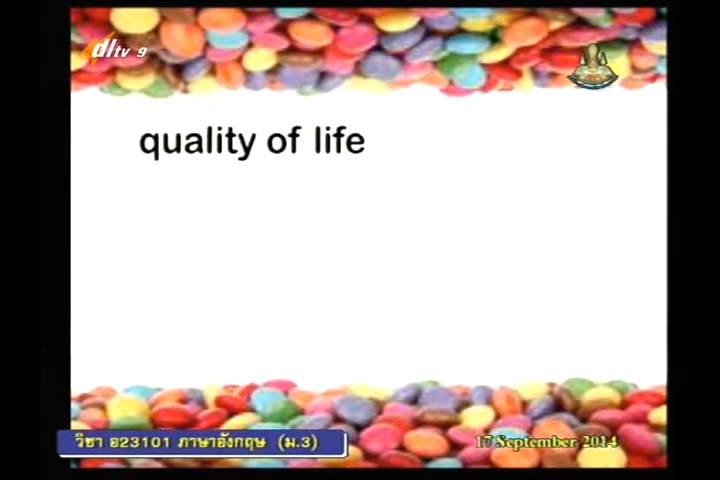 dltv 9
quality of life
วิชา อ23101 ภาษาอังกฤษ (ม.3)
17 September 2014